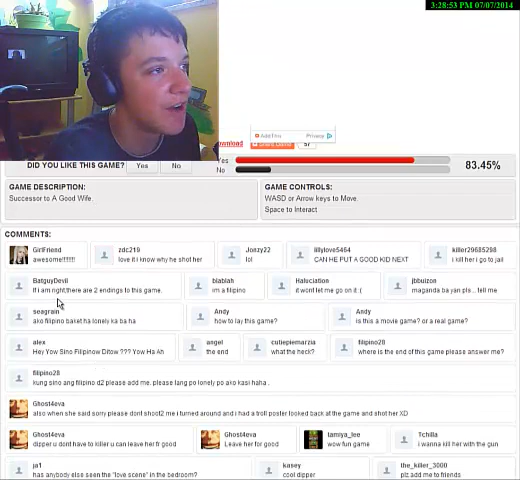 3:28:53 PM 07/07/2014
Add This
Privacy
DID YOU LIKE THIS GAME?
Yes
No
Yes
No
83.45%
GAME DESCRIPTION:
Successor to A Good Wife.
GAME CONTROLS:
WASD or Arrow keys to Move.
Space to Interact
COMMENTS:
GirlFriend
awesome!!!!!!!!
zdc219
love it i know why he shot her
Jonzy22
lol
lillylove5464
CAN HE PUT A GOOD KID NEXT
killer29685298
i kill her i go to jail
BatguyDevil
If i am right,there are 2 endings to this game.
blablah
im a filipino
Haluciation
it wont let me go on it :(
jbbuizon
maganda ba yan pls... tell me
seagrain
ako filipino baket ha lonely ka ba ha
Andy
how to lay this game?
Andy
is this a movie game? or a real game?
alex
Hey Yow Sino Filipinow Ditow ??? Yow Ha Ah
angel
the end
cutiepiemarzia
what the heck?
filipino28
where is the end of this game please answer me?
filipino28
kung sino ang filipino d2 please add me. please lang po lonely po ako kasi haha .
Ghost4eva
also when she said sorry please dont shoot2 me i turned around and i had a troll poster looked back at the game and shot her XD
Ghost4eva
dipper u dont have to killer u can leave her fr good
Ghost4eva
Leave her for good
tamiya_lee
wow fun game
Tchilla
i wanna kill her with the gun
ja1
has anybody else seen the "love scene" in the bedroom?
kasey
cool dipper
the_killer_3000
plz add me to friends